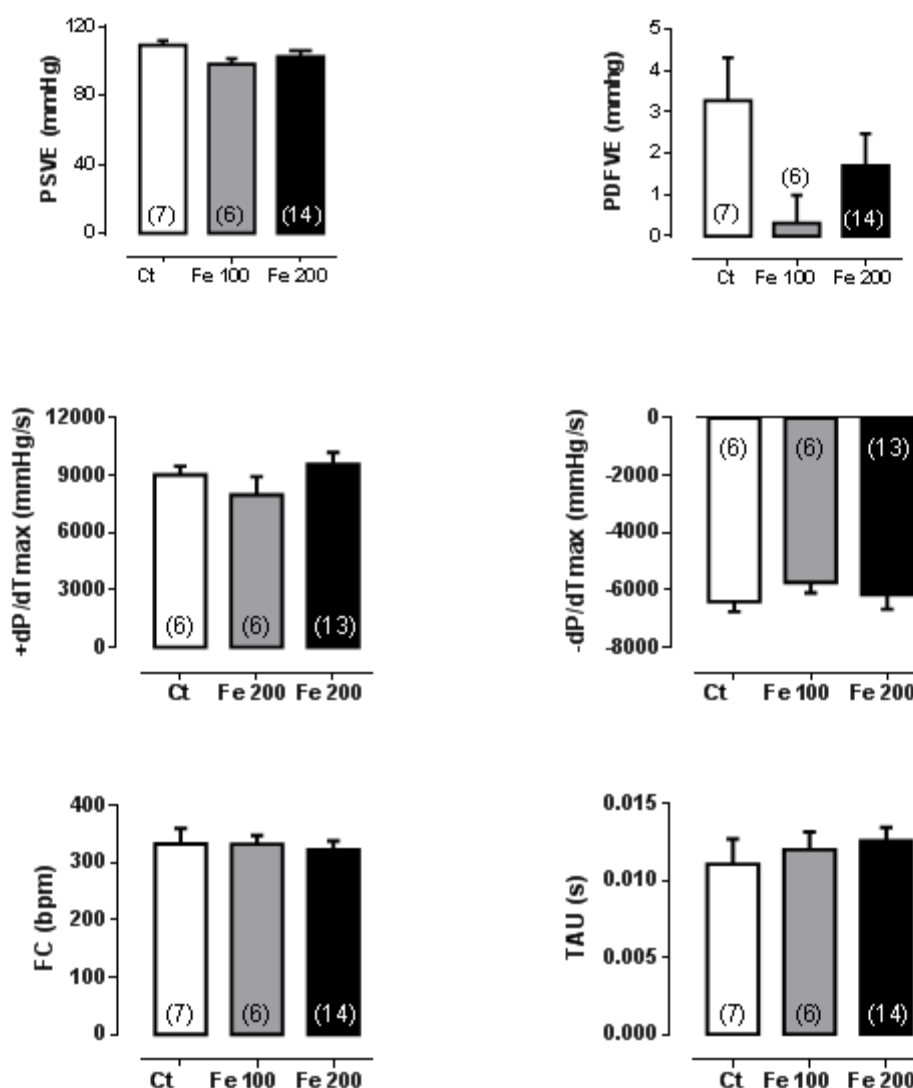 PSVE (mmHg)
120
80
40
0
(7) (6) (14)
Ct Fe 100 Fe 200
PDFVE (mmhg)
5
4
3
2
1
0
(7) (6) (14)
Ct Fe 100 Fe 200
+dP/dTmax (mmHg/s)
12000
9000
6000
3000
0
(6) (6) (13)
Ct Fe 200 Fe 200
-dP/dTmax (mmHg/s)
0
-2000
-4000
-6000
-8000
(6) (6) (13)
Ct Fe 100 Fe 200
FC (bpm)
400
300
200
100
0
(7) (6) (14)
Ct Fe 100 Fe 200
TAU (s)
0.015
0.010
0.005
0.000
(7) (6) (14)
Ct Fe 100 Fe 200